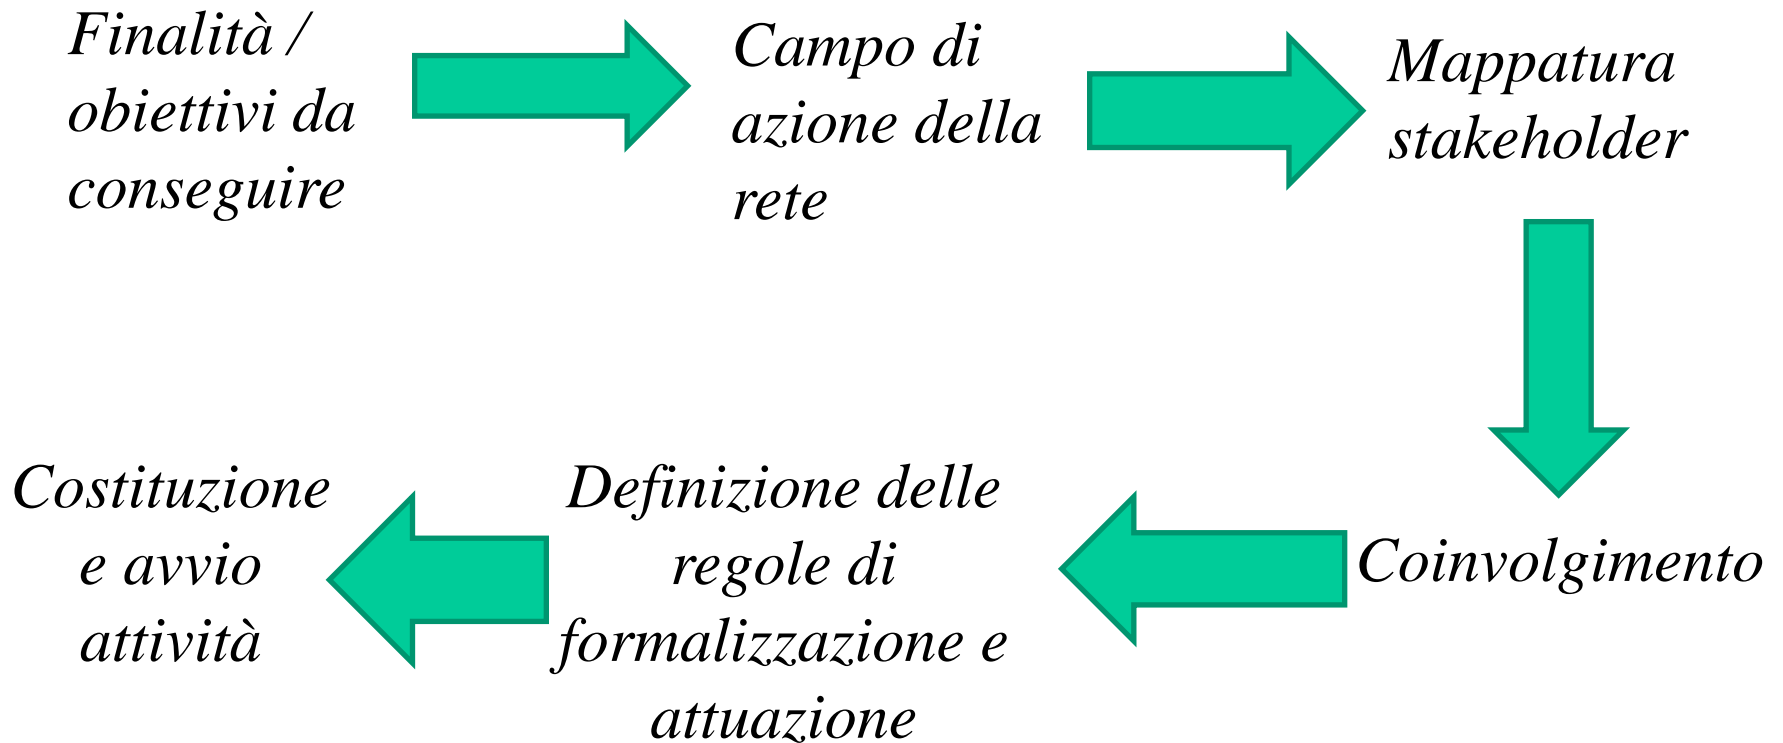 Finalità /
obiettivi da
conseguire
Campo di
azione della
rete
Mappatura
stakeholder
Coinvolgimento
Definizione delle
regole di
formalizzazione e
attuazione
Costituzione
e avvio
attività